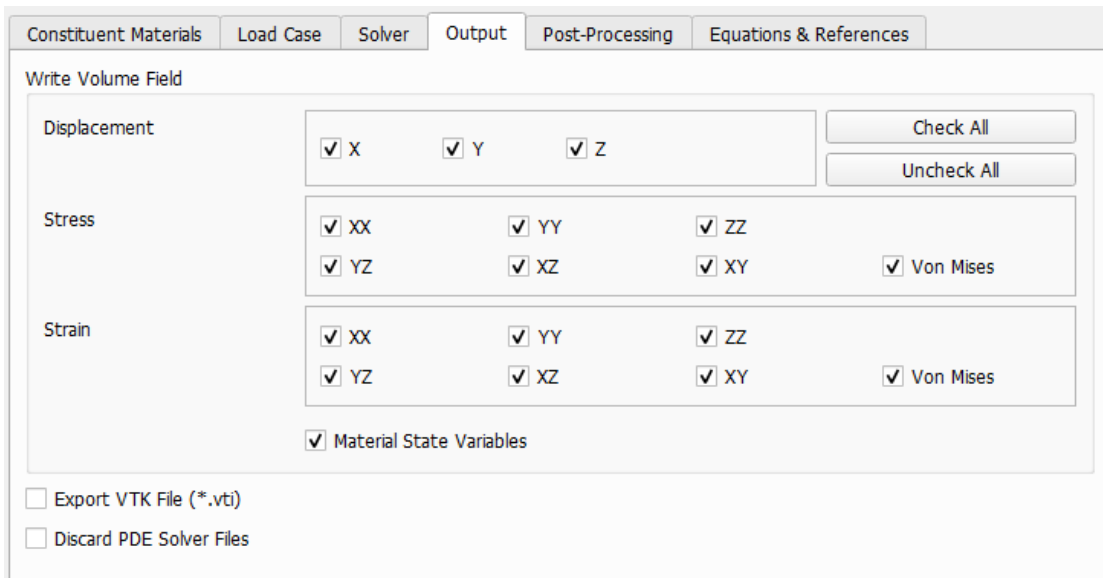 Constituent Materials Load Case Solver Output Post-Processing Equations & References
Write Volume Field
Displacement
X Y Z
Check All
Uncheck All
Stress
XX YY ZZ
YZ XZ XY Von Mises
Strain
XX YY ZZ
YZ XZ XY Von Mises
Material State Variables
Export VTK File (*.vti)
Discard PDE Solver Files